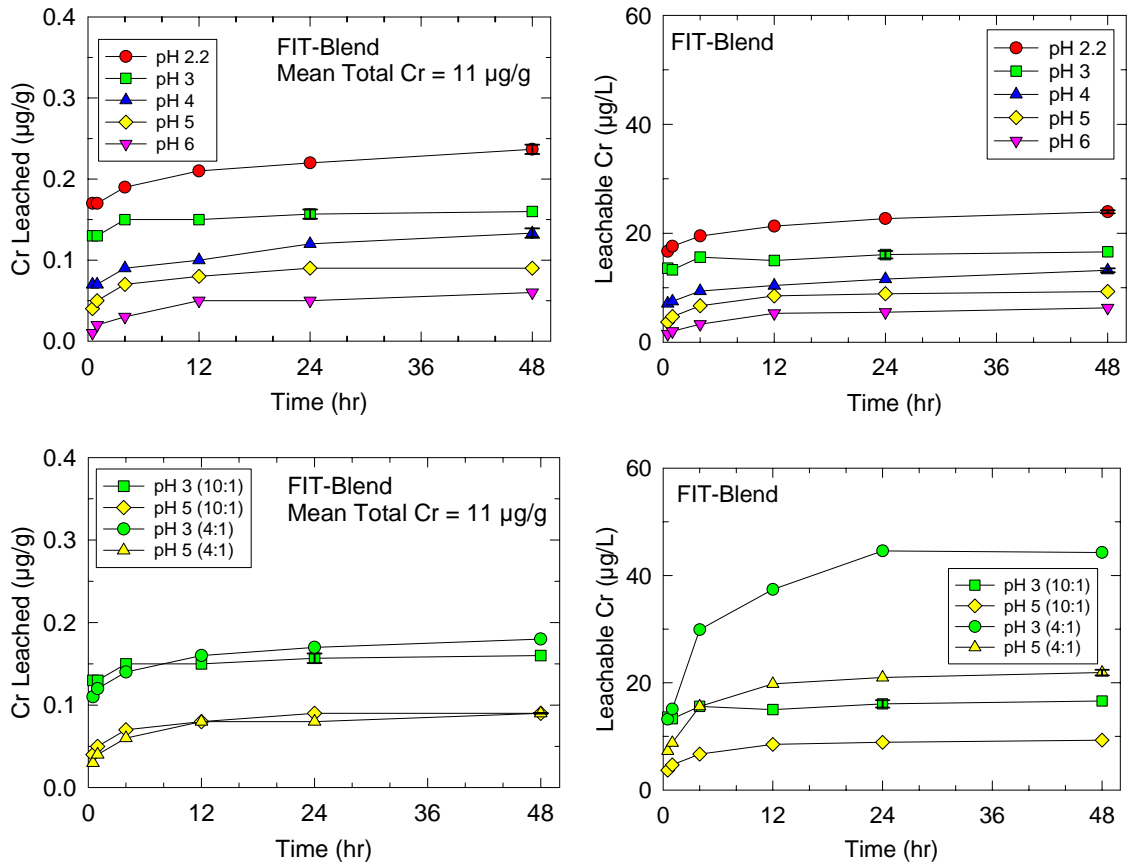 0.4
0.3
0.2
0.1
0.0
Cr Leached (µg/g)
pH 2.2
pH 3
pH 4
pH 5
pH 6
FIT-Blend
Mean Total Cr = 11 µg/g
0 12 24 36 48
Time (hr)
60
40
20
0
Leachable Cr (µg/L)
FIT-Blend
pH 2.2
pH 3
pH 4
pH 5
pH 6
0 12 24 36 48
Time (hr)
0.4
0.3
0.2
0.1
0.0
Cr Leached (µg/g)
pH 3 (10:1)
pH 5 (10:1)
pH 3 (4:1)
pH 5 (4:1)
FIT-Blend
Mean Total Cr = 11 µg/g
0 12 24 36 48
Time (hr)
60
40
20
0
Leachable Cr (µg/L)
FIT-Blend
pH 3 (10:1)
pH 5 (10:1)
pH 3 (4:1)
pH 5 (4:1)
0 12 24 36 48
Time (hr)